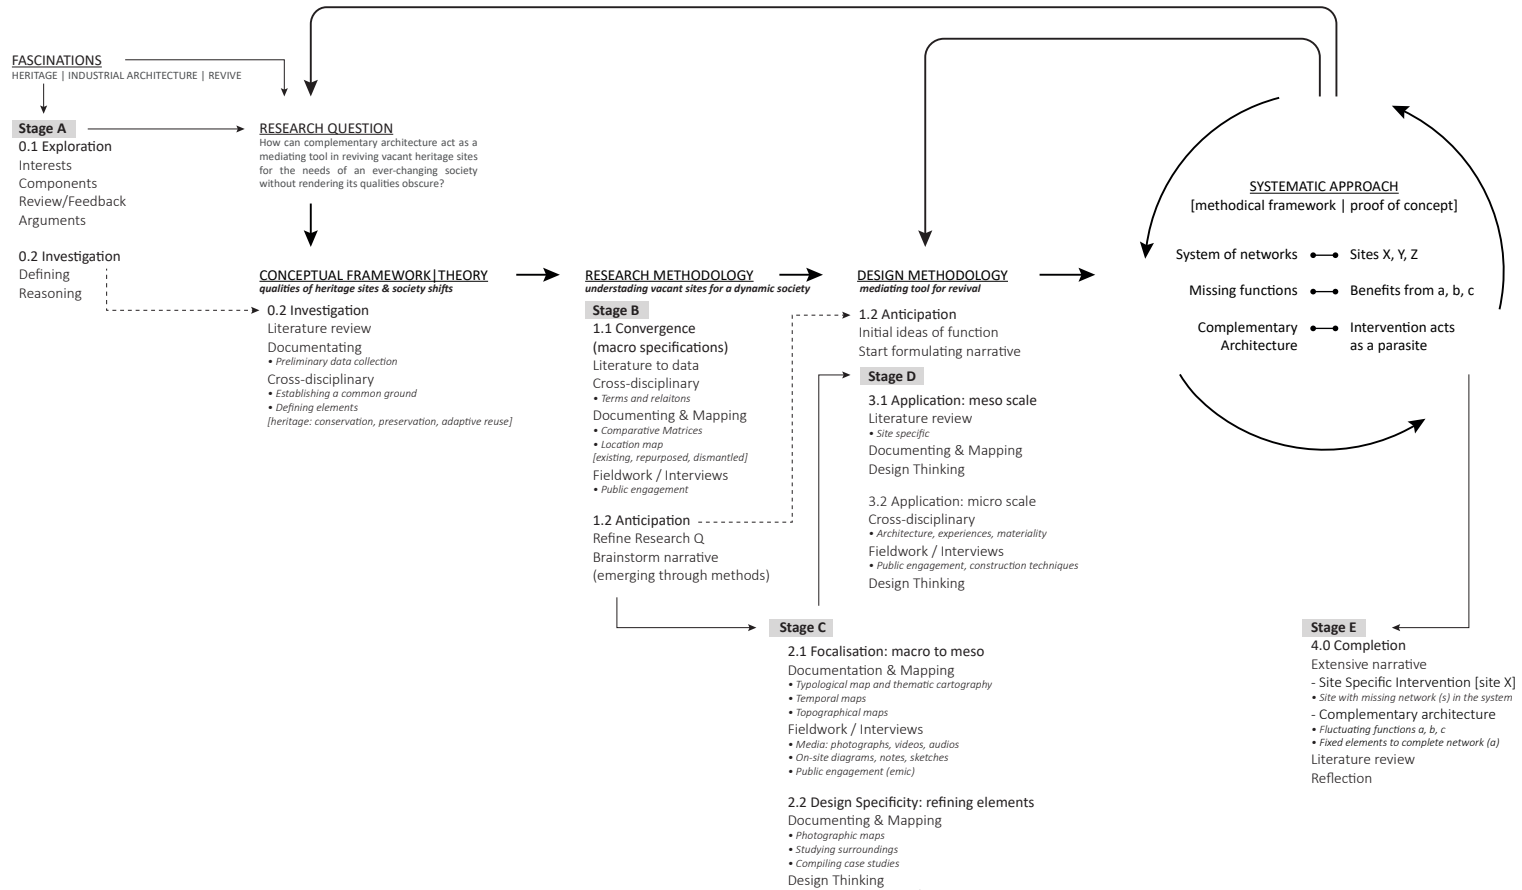 FASCINATIONS
HERITAGE | INDUSTRIAL ARCHITECTURE | REVIVE
Stage A
0.1 Exploration
Interests
Components
Review/Feedback
Arguments
0.2 Investigation
Defining
Reasoning
RESEARCH QUESTION
How can complementary architecture act as a
mediating tool in reviving vacant heritage sites
for the needs of an ever-changing society
without rendering its qualities obscure?
CONCEPTUAL FRAMEWORK|THEORY
qualities of heritage sites & society shifts
0.2 Investigation
Literature review
Documentating
• Preliminary data collection
Cross-disciplinary
• Establishing a common ground
• Defining elements
[heritage: conservation, preservation, adaptive reuse]
RESEARCH METHODOLOGY
understading vacant sites for a dynamic society
Stage B
1.1 Convergence
(macro specifications)
Literature to data
Cross-disciplinary
• Terms and relaitons
Documenting & Mapping
• Comparative Matrices
• Location map
[existing, repurposed, dismantled]
Fieldwork / Interviews
• Public engagement
1.2 Anticipation
Refine Research Q
Brainstorm narrative
(emerging through methods)
Stage C
2.1 Focalisation: macro to meso
Documentation & Mapping
• Typological map and thematic cartography
• Temporal maps
• Topographical maps
Fieldwork / Interviews
• Media: photographs, videos, audios
• On-site diagrams, notes, sketches
• Public engagement (emic)
2.2 Design Specificity: refining elements
Documenting & Mapping
• Photographic maps
• Studying surroundings
• Compiling case studies
Design Thinking
DESIGN METHODOLOGY
mediating tool for revival
1.2 Anticipation
Initial ideas of function
Start formulating narrative
Stage D
3.1 Application: meso scale
Literature review
• Site specific
Documenting & Mapping
Design Thinking
3.2 Application: micro scale
Cross-disciplinary
• Architecture, experiences, materiality
Fieldwork / Interviews
• Public engagement, construction techniques
Design Thinking
SYSTEMATIC APPROACH
[methodical framework | proof of concept]
System of networks Sites X, Y, Z
Missing functions Benefits from a, b, c
Complementary Intervention acts
Architecture as a parasite
Stage E
4.0 Completion
Extensive narrative
- Site Specific Intervention [site X]
• Site with missing network (s) in the system
- Complementary architecture
• Fluctuating functions a, b, c
• Fixed elements to complete network (a)
Literature review
Reflection